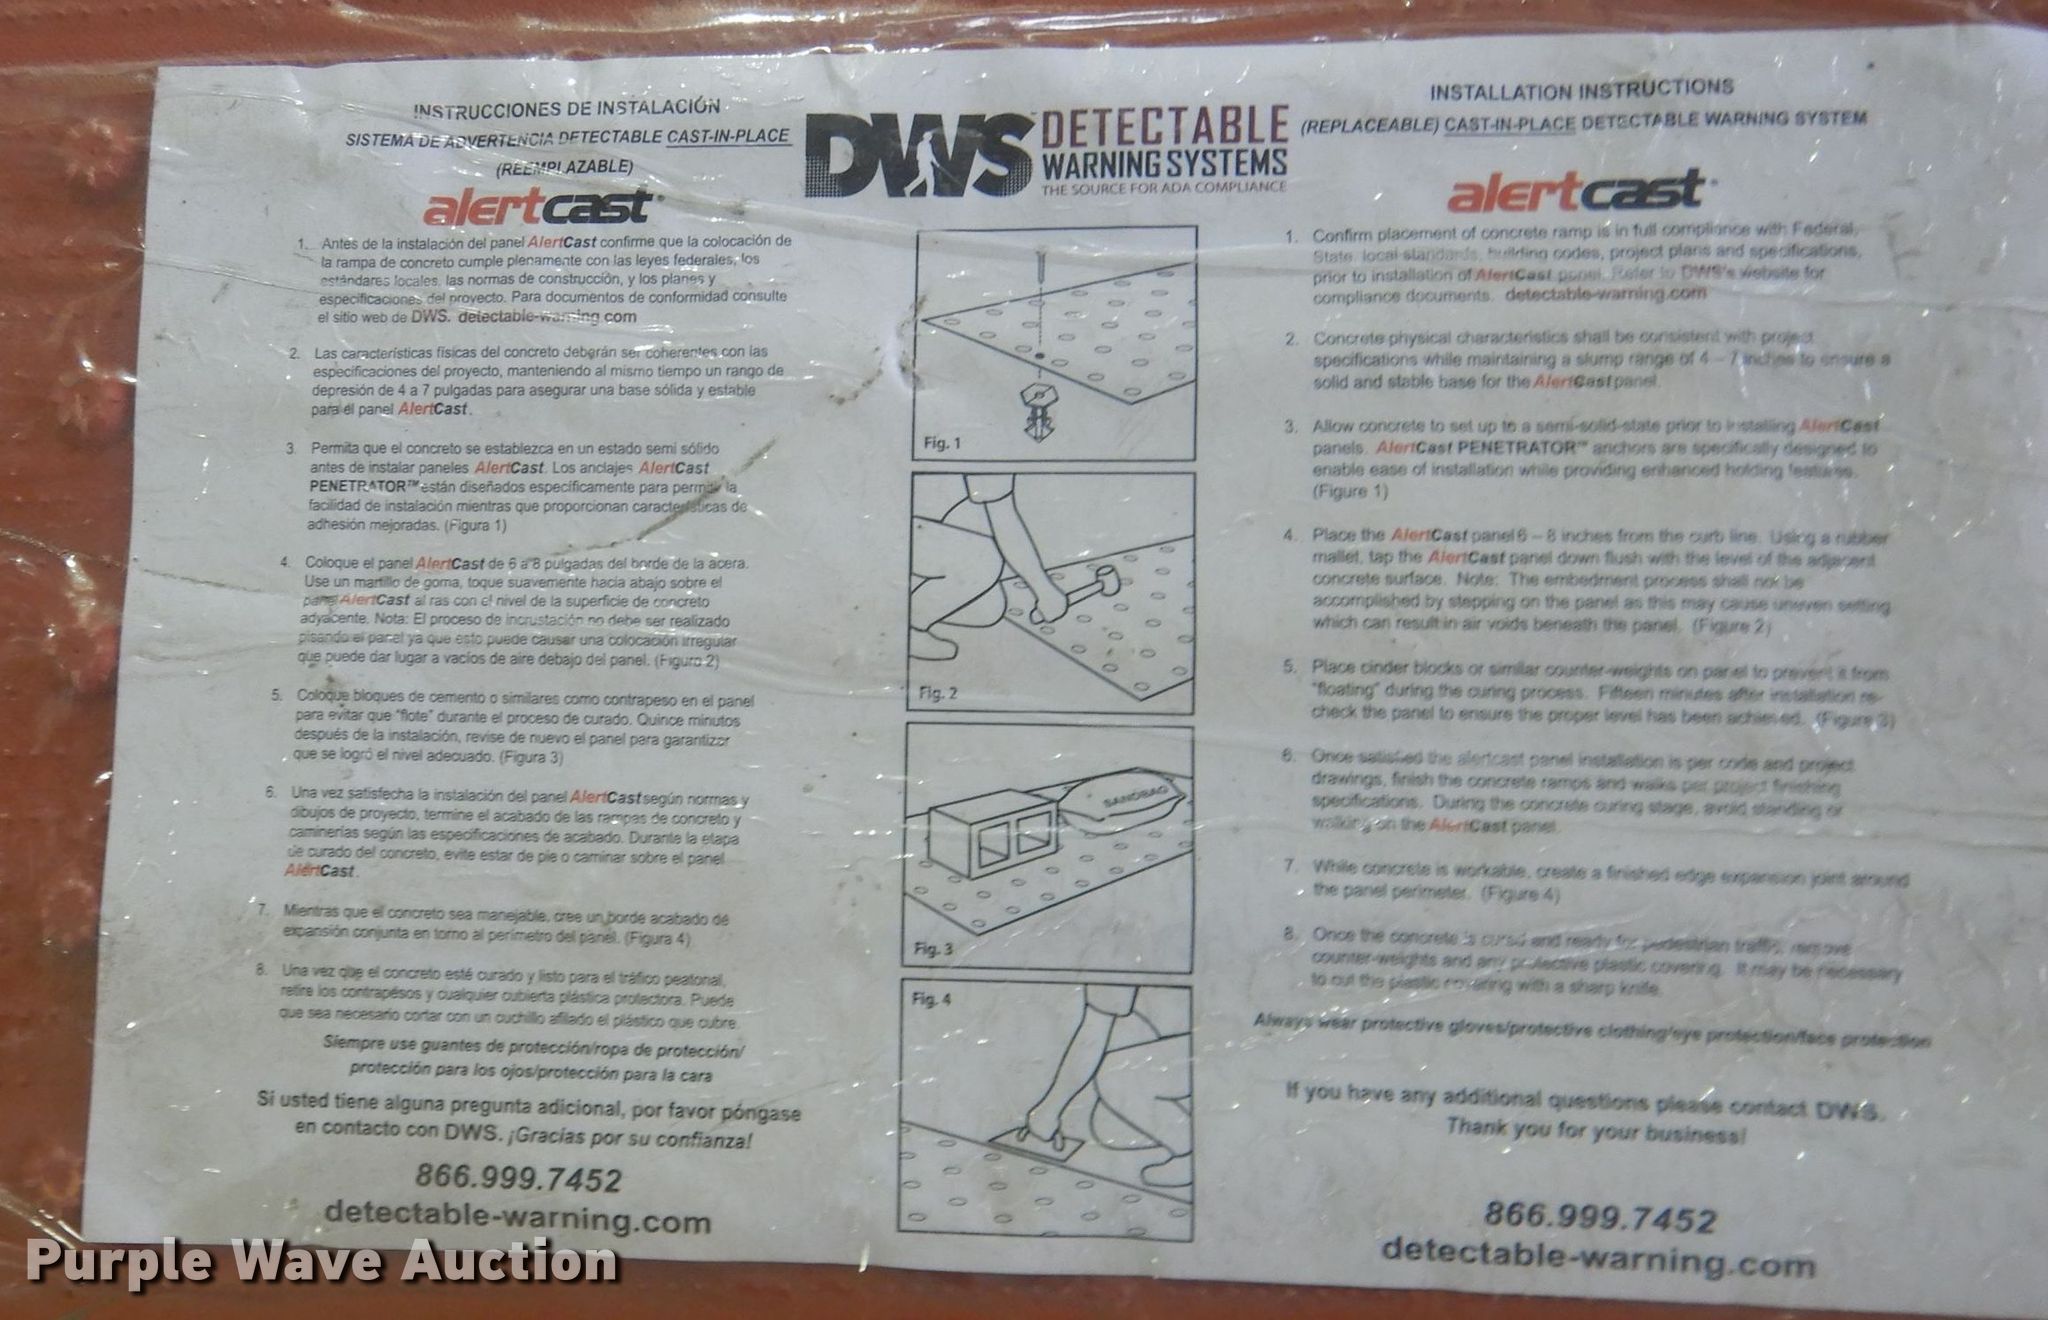 INSTRUCCIONES DE INSTALACIÓN
SISTEMA DE ADVERTENCIA DETECTABLE CAST-IN-PLACE
(REEMPLAZABLE)
alertcast
1. Antes de la instalación del panel AlertCast confirme que la colocación de
la rampa de concreto cumple plenamente con las leyes federales, los
estándares locales, las normas de construcción, y los planes y
especificaciones del proyecto. Para documentos de conformidad consulte
el sitio web de DWS. detectable-warning.com
2. Las características físicas del concreto deberán ser coherentes con las
especificaciones del proyecto, manteniendo al mismo tiempo un rango de
depresión de 4 a 7 pulgadas para asegurar una base sólida y estable
para el panel AlertCast.
3. Permita que el concreto se establezca en un estado semi sólido
antes de instalar paneles AlertCast. Los anclajes AlertCast
PENETRATOR™ están diseñados específicamente para permitir la
facilidad de instalación mientras que proporcionan características de
adhesión mejoradas. (Figura 1)
4. Coloque el panel AlertCast de 6 a 8 pulgadas del borde de la acera.
Use un martillo de goma, toque suavemente hacia abajo sobre el
panel AlertCast al ras con el nivel de la superficie de concreto
adyacente. Nota: El proceso de incrustación no debe ser realizado
pisando el panel ya que esto puede causar una colocación irregular
que puede dar lugar a vacíos de aire debajo del panel. (Figura 2)
5. Coloque bloques de cemento o similares como contrapeso en el panel
para evitar que "flote" durante el proceso de curado. Quince minutos
después de la instalación, revise de nuevo el panel para garantizar
que se logró el nivel adecuado. (Figura 3)
6. Una vez satisfecha la instalación del panel AlertCast según normas y
dibujos de proyecto, termine el acabado de las rampas de concreto y
caminerías según las especificaciones de acabado. Durante la etapa
de curado del concreto, evite estar de pie o caminar sobre el panel
AlertCast.
7. Mientras que el concreto sea manejable, cree un borde acabado de
expansión conjunta en torno al perímetro del panel. (Figura 4)
8. Una vez que el concreto esté curado y listo para el tráfico peatonal,
retire los contrapesos y cualquier cubierta plástica protectora. Puede
que sea necesario cortar con un cuchillo afilado el plástico que cubre.
Siempre use guantes de protección/ropa de protección/
protección para los ojos/protección para la cara
Si usted tiene alguna pregunta adicional, por favor póngase
en contacto con DWS. ¡Gracias por su confianza!
866.999.7452
detectable-warning.com
DWS DETECTABLE
WARNING SYSTEMS
THE SOURCE FOR ADA COMPLIANCE
Fig. 1
Fig. 2
SANDBAG
Fig. 3
Fig. 4
INSTALLATION INSTRUCTIONS
(REPLACEABLE) CAST-IN-PLACE DETECTABLE WARNING SYSTEM
alertcast
1. Confirm placement of concrete ramp is in full compliance with Federal,
State, local standards, building codes, project plans and specifications,
prior to installation of AlertCast panel. Refer to DWS's website for
compliance documents. detectable-warning.com
2. Concrete physical characteristics shall be consistent with project
specifications while maintaining a slump range of 4 – 7 inches to ensure a
solid and stable base for the AlertCast panel.
3. Allow concrete to set up to a semi-solid-state prior to installing AlertCast
panels. AlertCast PENETRATOR™ anchors are specifically designed to
enable ease of installation while providing enhanced holding features.
(Figure 1)
4. Place the AlertCast panel 6 – 8 inches from the curb line. Using a rubber
mallet, tap the AlertCast panel down flush with the level of the adjacent
concrete surface. Note: The embedment process shall not be
accomplished by stepping on the panel as this may cause uneven setting
which can result in air voids beneath the panel. (Figure 2)
5. Place cinder blocks or similar counter-weights on panel to prevent it from
"floating" during the curing process. Fifteen minutes after installation re-
check the panel to ensure the proper level has been achieved. (Figure 3)
6. Once satisfied the alertcast panel installation is per code and project
drawings, finish the concrete ramps and walks per project finishing
specifications. During the concrete curing stage, avoid standing or
walking on the AlertCast panel.
7. While concrete is workable, create a finished edge expansion joint around
the panel perimeter. (Figure 4)
8. Once the concrete is cured and ready for pedestrian traffic, remove
counter-weights and any protective plastic covering. It may be necessary
to cut the plastic covering with a sharp knife.
Always wear protective gloves/protective clothing/eye protection/face protection
If you have any additional questions please contact DWS.
Thank you for your business!
866.999.7452
detectable-warning.com
Purple Wave Auction